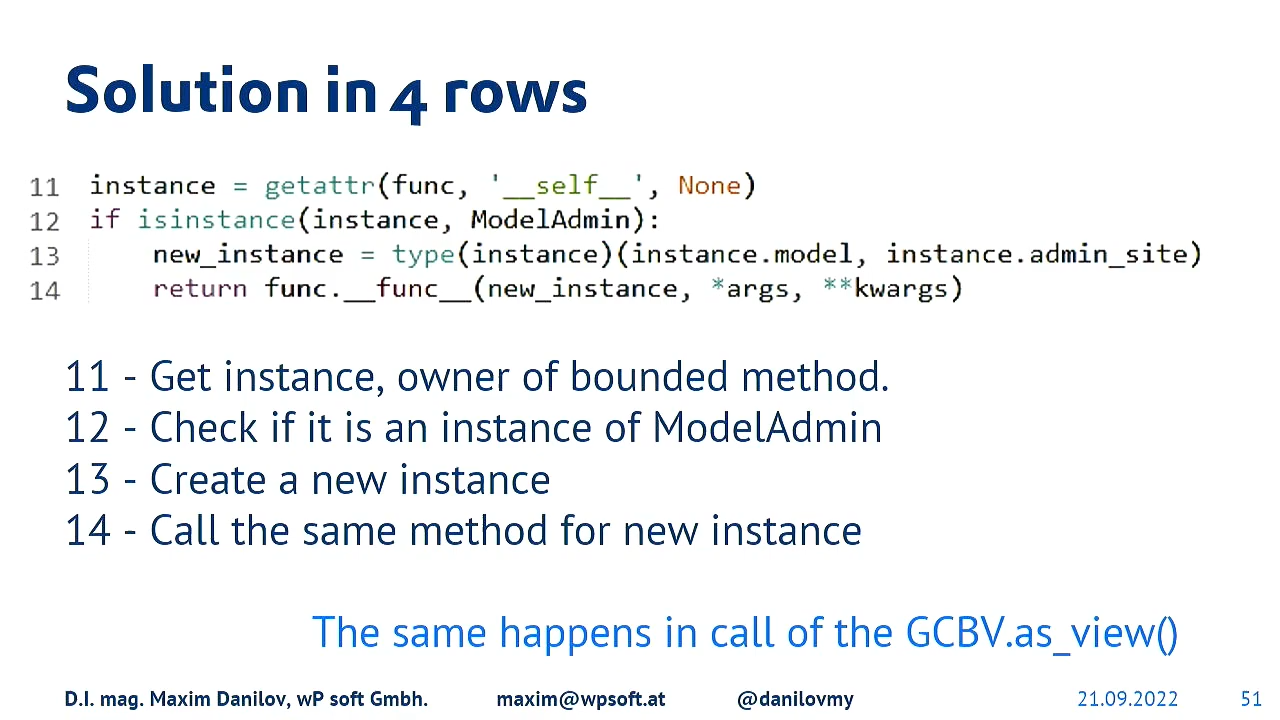 Solution in 4 rows
11 instance = getattr(func, '__self__', None)
12 if isinstance(instance, ModelAdmin):
13     new_instance = type(instance)(instance.model, instance.admin_site)
14     return func.__func__(new_instance, *args, **kwargs)
11 - Get instance, owner of bounded method.
12 - Check if it is an instance of ModelAdmin
13 - Create a new instance
14 - Call the same method for new instance
The same happens in call of the GCBV.as_view()
D.I. mag. Maxim Danilov, wP soft Gmbh. maxim@wpsoft.at @danilovmy 21.09.2022 51